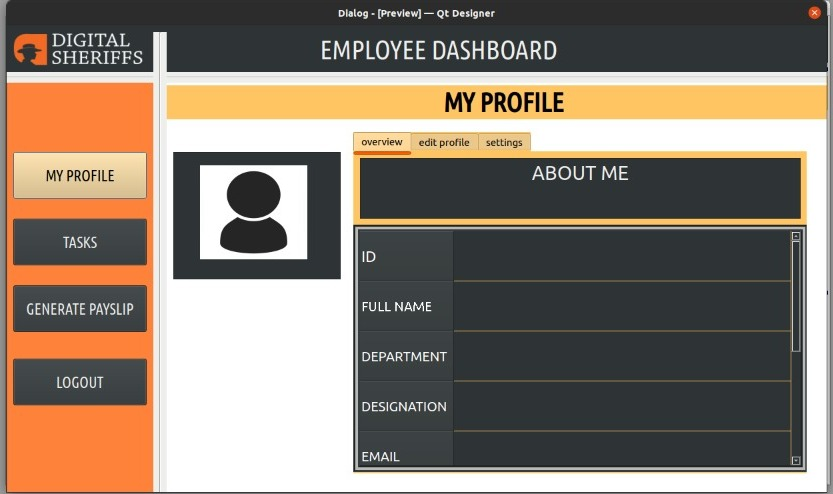 Dialog - [Preview] — Qt Designer
DIGITAL
SHERIFFS
EMPLOYEE DASHBOARD
MY PROFILE
overview edit profile settings
MY PROFILE
TASKS
GENERATE PAYSLIP
LOGOUT
ABOUT ME
ID
FULL NAME
DEPARTMENT
DESIGNATION
EMAIL